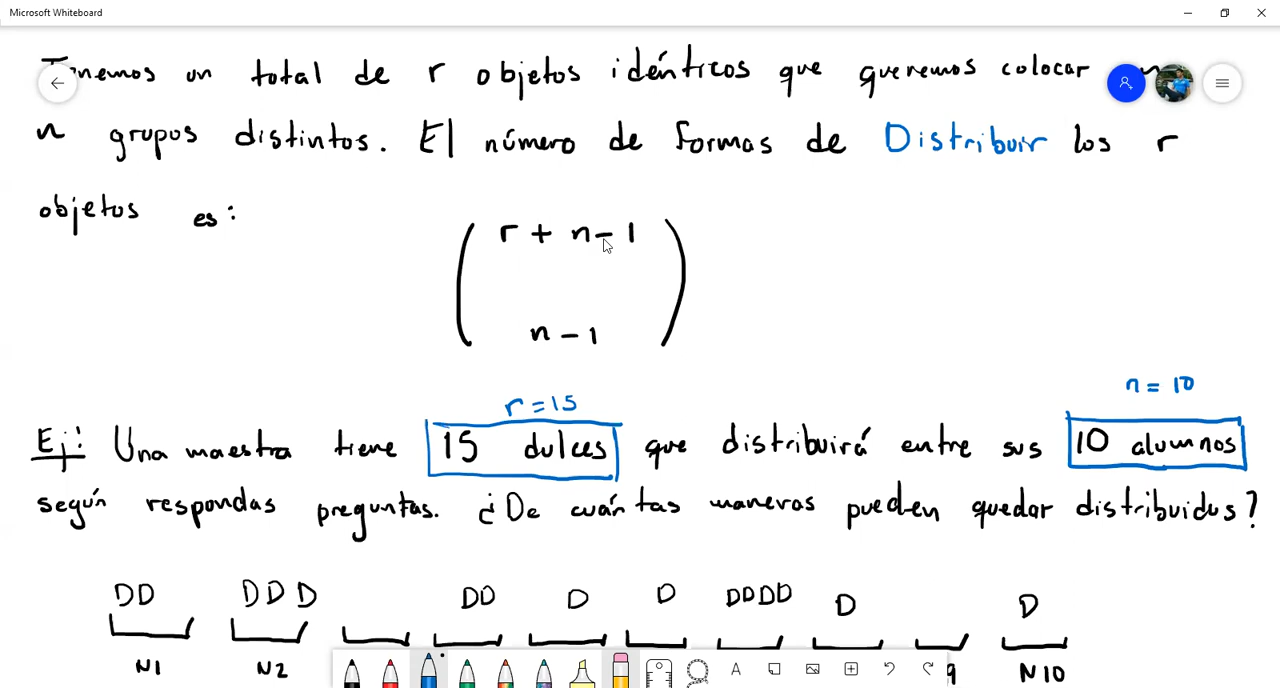 Microsoft Whiteboard
Tenemos un total de r objetos idénticos que queremos colocar
n grupos distintos. El número de formas de Distribuir los r
objetos es:
r + n - 1
n - 1
n = 10
r = 15
Ej: Una maestra tiene 15 dulces que distribuirá entre sus 10 alumnos
según respondas preguntas. ¿De cuántas maneras pueden quedar distribuidos?
DD DDD DD D D DDDD D D
N1 N2 9 N10
A